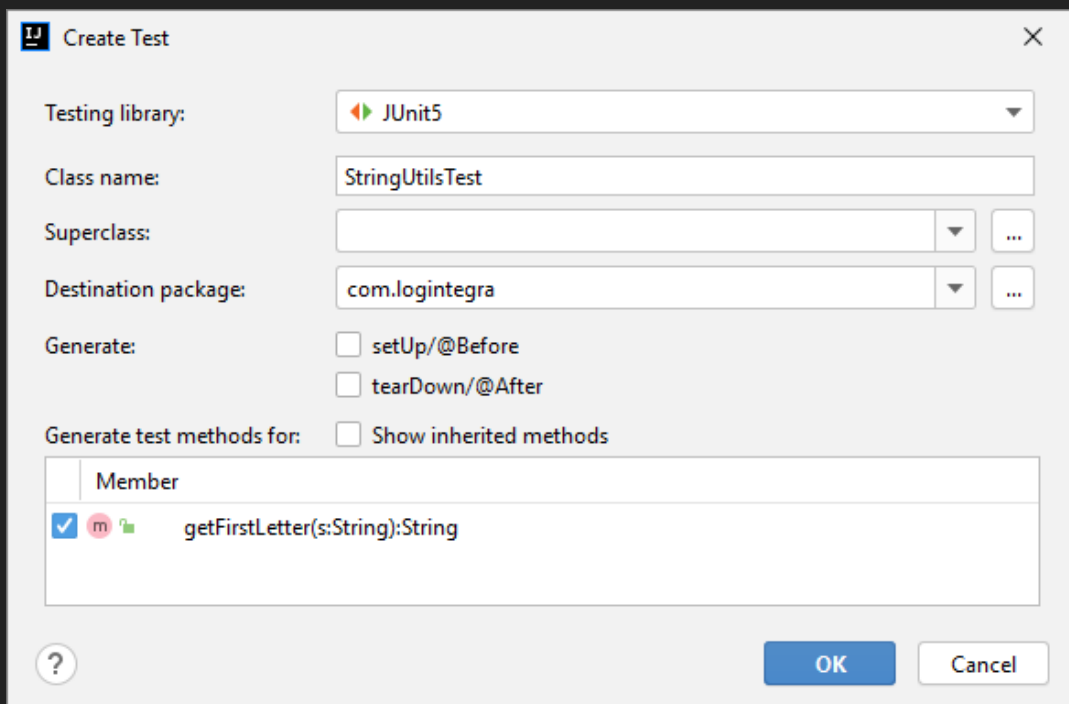 IJ Create Test
Testing library: JUnit5
Class name: StringUtilsTest
Superclass: ...
Destination package: com.logintegra ...
Generate: setUp/@Before
tearDown/@After
Generate test methods for: Show inherited methods
Member
m getFirstLetter(s:String):String
? OK Cancel